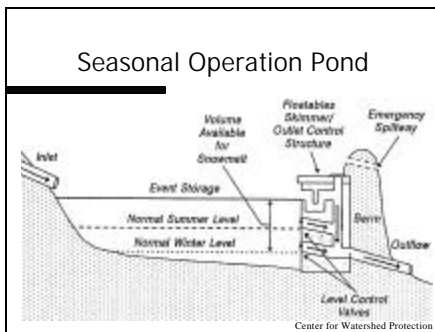 Seasonal Operation Pond
Volume
Available
for
Snowmelt
Floatables
Skimmer/
Outlet Control
Structure
Emergency
Spillway
Inlet
Event Storage
Normal Summer Level
Berm
Normal Winter Level
Outflow
Level Control
Valves
Center for Watershed Protection